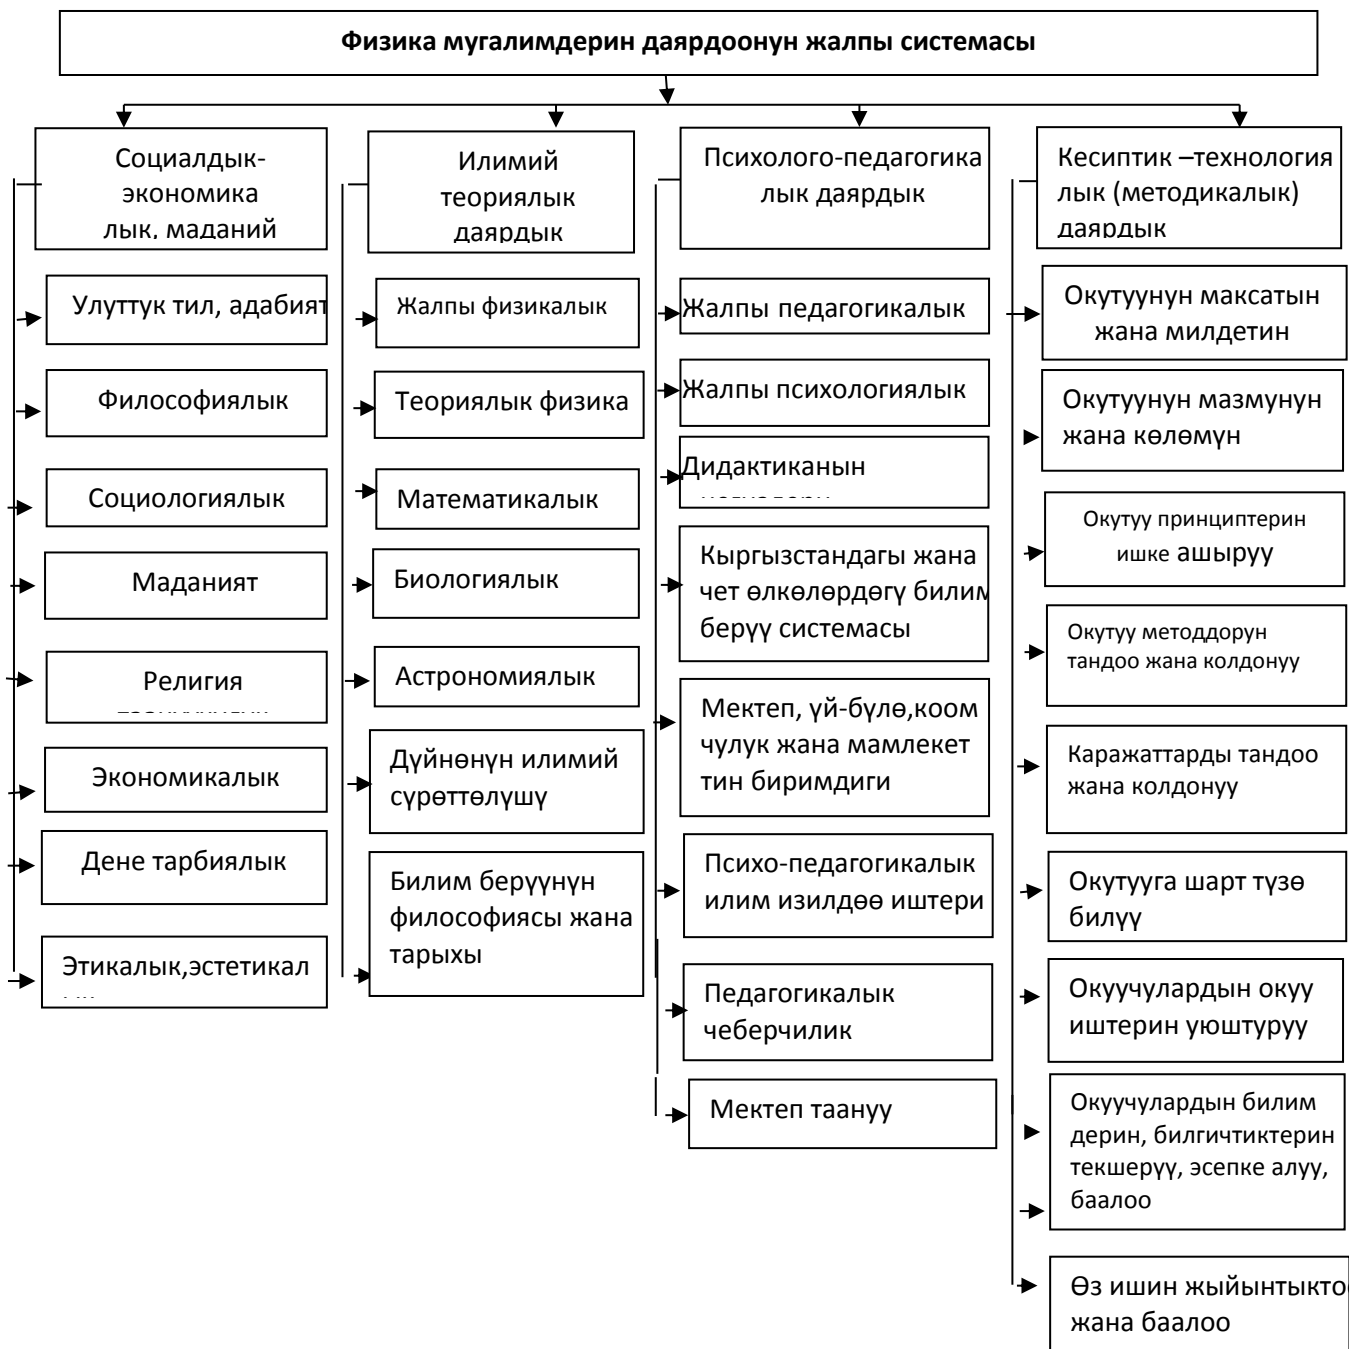 Физика мугалимдерин даярдоонун жалпы системасы
Социалдык-
экономика
лык, маданий
Улуттук тил, адабият
Философиялык
Социологиялык
Маданият
Религия
Экономикалык
Дене тарбиялык
Этикалык,эстетикал
Илимий
теориялык
даярдык
Жалпы физикалык
Теориялык физика
Математикалык
Биологиялык
Астрономиялык
Дүйнөнүн илимий
сүрөттөлүшү
Билим берүүнүн
философиясы жана
тарыхы
Психолого-педагогика
лык даярдык
Жалпы педагогикалык
Жалпы психологиялык
Дидактиканын
Кыргызстандагы жана
чет өлкөлөрдөгү билим
берүү системасы
Мектеп, үй-бүлө,коом
чулук жана мамлекет
тин биримдиги
Психо-педагогикалык
илим изилдөө иштери
Педагогикалык
чеберчилик
Мектеп таануу
Кесиптик –технология
лык (методикалык)
даярдык
Окутуунун максатын
жана милдетин
Окутуунун мазмунун
жана көлөмүн
Окутуу принциптерин
ишке ашыруу
Окутуу методдорун
тандоо жана колдонуу
Каражаттарды тандоо
жана колдонуу
Окутууга шарт түзө
билүү
Окуучулардын окуу
иштерин уюштуруу
Окуучулардын билим
дерин, билгичтиктерин
текшерүү, эсепке алуу,
баалоо
Өз ишин жыйынтыктоо
жана баалоо